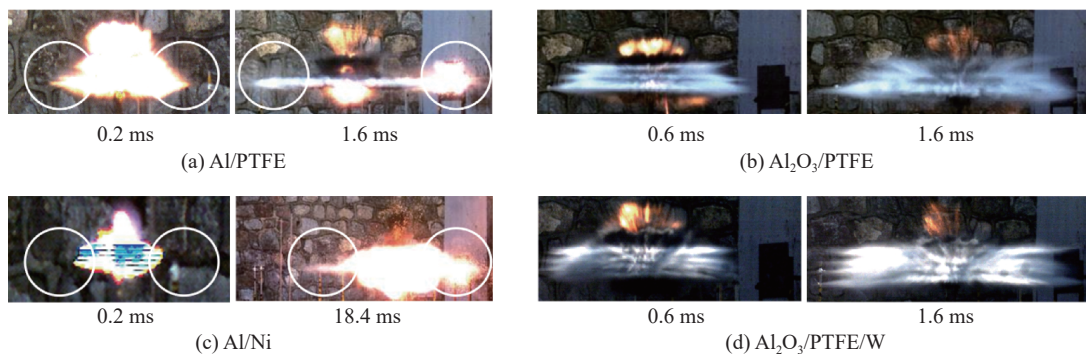 0.2 ms
1.6 ms
(a) Al/PTFE
0.6 ms
1.6 ms
(b) Al₂O₃/PTFE
0.2 ms
18.4 ms
(c) Al/Ni
0.6 ms
1.6 ms
(d) Al₂O₃/PTFE/W